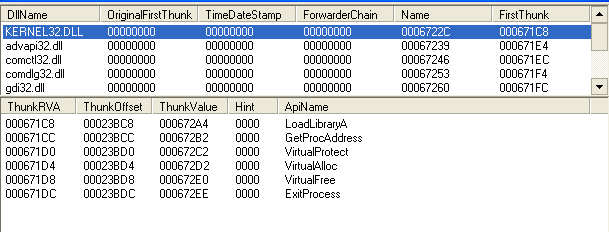 DllName OriginalFirstThunk TimeDateStamp ForwarderChain Name FirstThunk
KERNEL32.DLL 00000000 00000000 00000000 0006722C 000671C8
advapi32.dll 00000000 00000000 00000000 00067239 000671E4
comctl32.dll 00000000 00000000 00000000 00067246 000671EC
comdlg32.dll 00000000 00000000 00000000 00067253 000671F4
gdi32.dll 00000000 00000000 00000000 00067260 000671FC
ThunkRVA ThunkOffset ThunkValue Hint ApiName
000671C8 00023BC8 000672A4 0000 LoadLibraryA
000671CC 00023BCC 000672B2 0000 GetProcAddress
000671D0 00023BD0 000672C2 0000 VirtualProtect
000671D4 00023BD4 000672D2 0000 VirtualAlloc
000671D8 00023BD8 000672E0 0000 VirtualFree
000671DC 00023BDC 000672EE 0000 ExitProcess